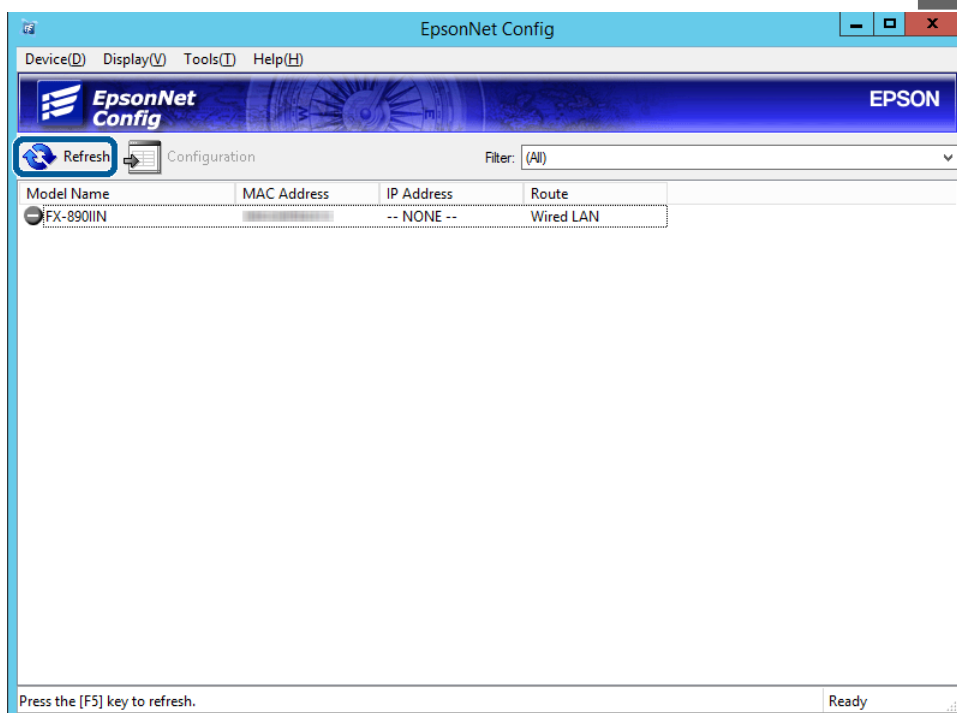 EpsonNet Config
Device(D) Display(V) Tools(T) Help(H)
EpsonNet
Config
EPSON
Refresh Configuration Filter: (All)
Model Name MAC Address IP Address Route
FX-890IIN -- NONE -- Wired LAN
Press the [F5] key to refresh. Ready